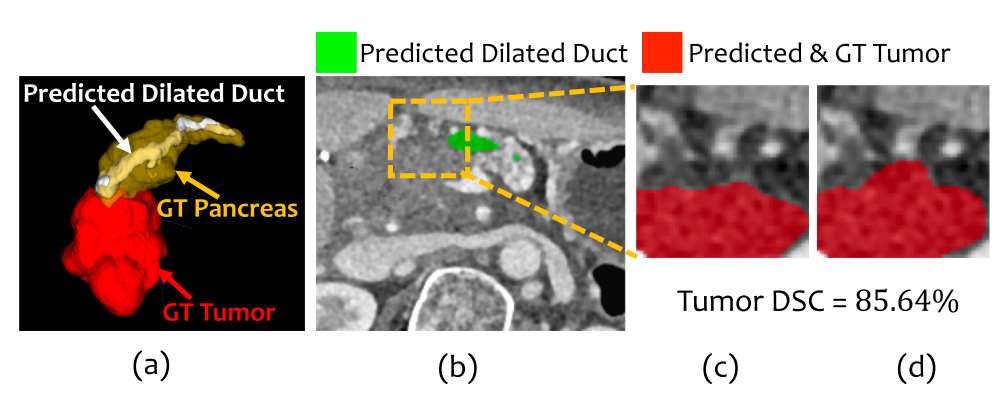 Predicted Dilated Duct
Predicted & GT Tumor
Predicted Dilated Duct
GT Pancreas
GT Tumor
Tumor DSC = 85.64%
(a)
(b)
(c)
(d)